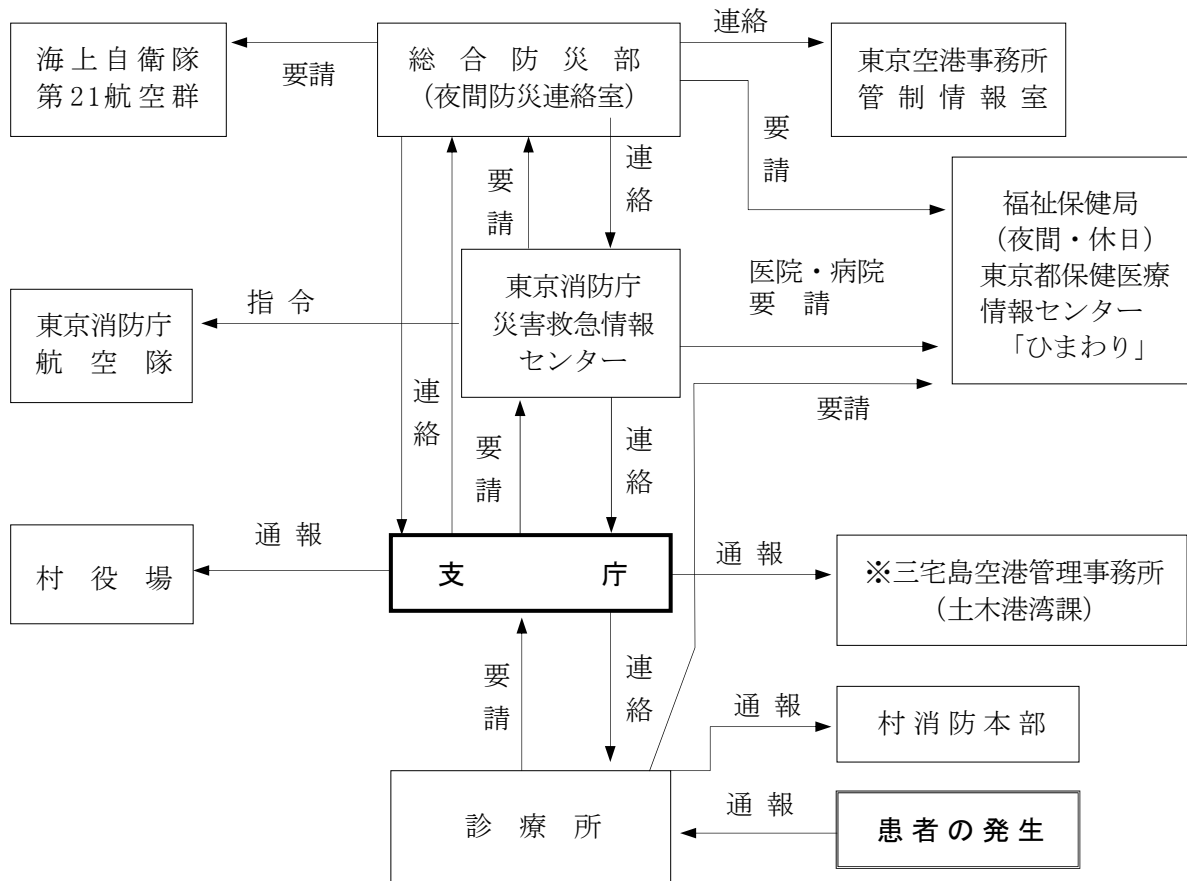 連絡
海上自衛隊
第21航空群
要請
総合防災部
(夜間防災連絡室)
東京空港事務所
管制情報室
要請
連絡
要請
福祉保健局
(夜間・休日)
東京都保健医療
情報センター
「ひまわり」
医院・病院
要請
東京消防庁
災害救急情報
センター
指令
東京消防庁
航空隊
要請
連絡
要請
連絡
通報
村役場
支庁
通報
※三宅島空港管理事務所
(土木港湾課)
要請
連絡
通報
村消防本部
診療所
通報
患者の発生